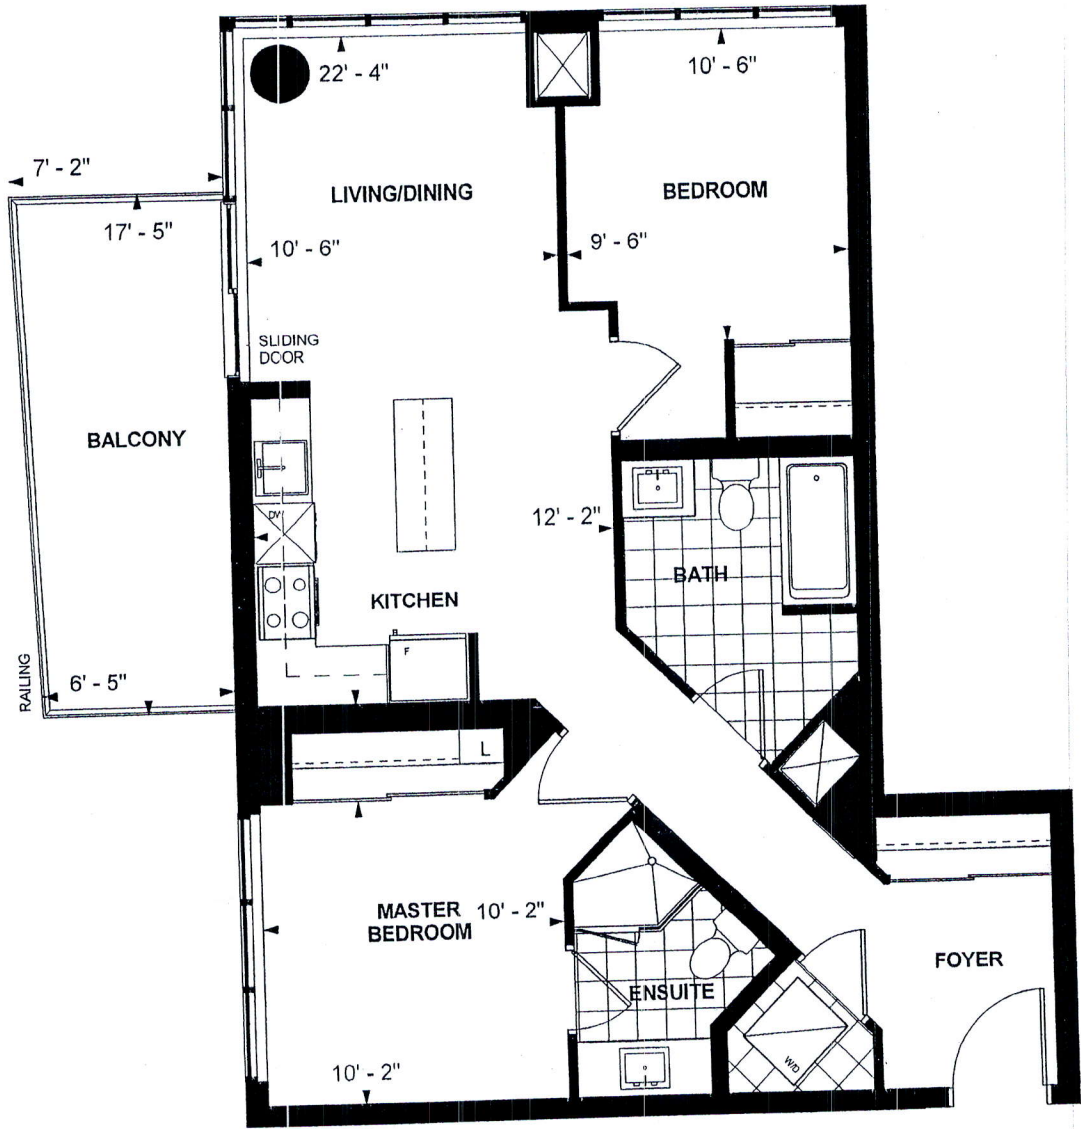 22' - 4"
10' - 6"
7' - 2"
LIVING/DINING
BEDROOM
17' - 5"
10' - 6"
9' - 6"
SLIDING
DOOR
BALCONY
DW
12' - 2"
BATH
KITCHEN
F
RAILING
6' - 5"
L
MASTER
BEDROOM
10' - 2"
FOYER
ENSUITE
W/D
10' - 2"